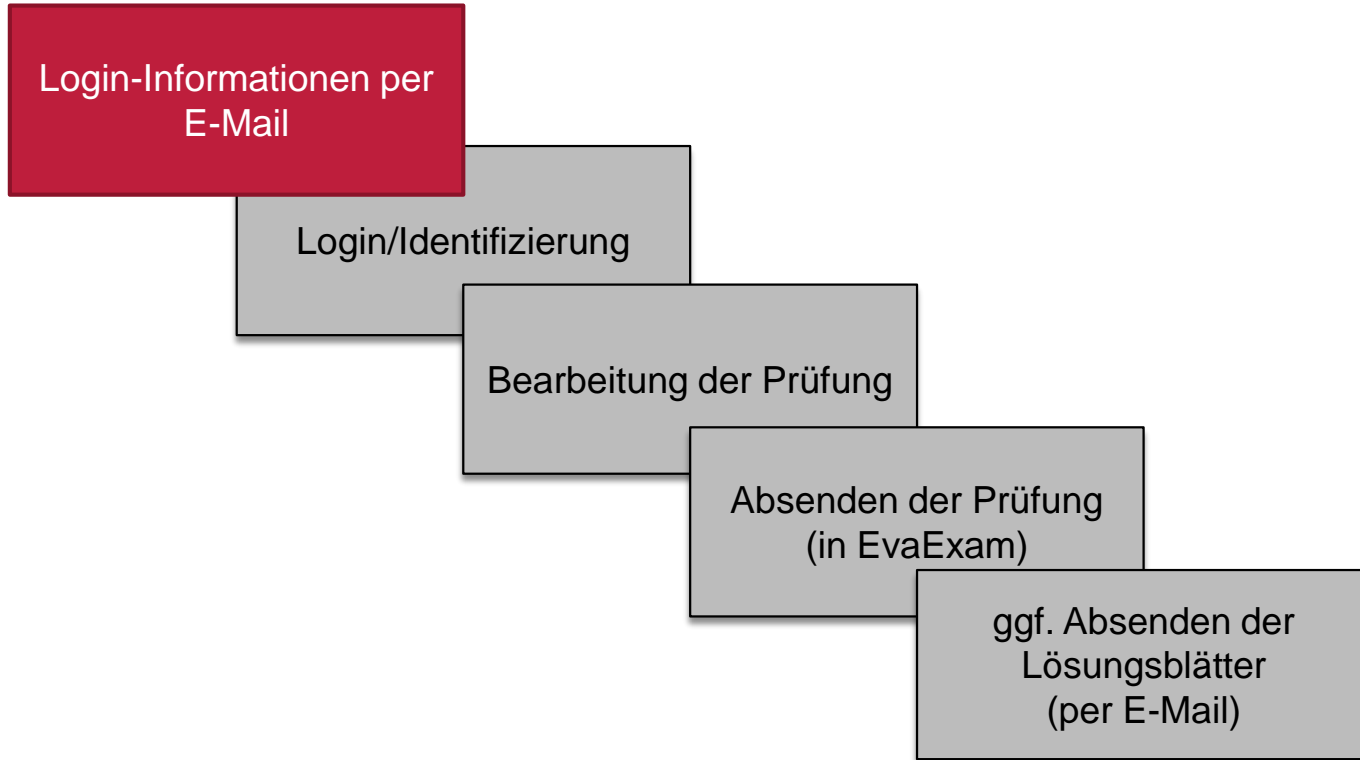 Login-Informationen per
E-Mail
Login/Identifizierung
Bearbeitung der Prüfung
Absenden der Prüfung
(in EvaExam)
ggf. Absenden der
Lösungsblätter
(per E-Mail)